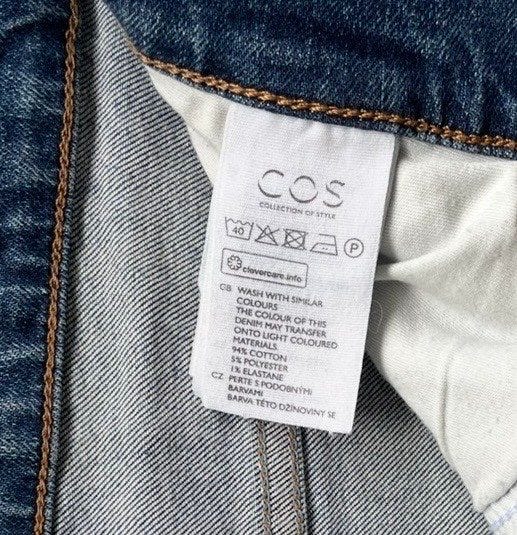 COS
COLLECTION OF STYLE
40 P
clevercare.info
GB WASH WITH SIMILAR
COLOURS
THE COLOUR OF THIS
DENIM MAY TRANSFER
ONTO LIGHT COLOURED
MATERIALS
94% COTTON
5% POLYESTER
1% ELASTANE
CZ PERTE S PODOBNÝMI
BARVAMI
BARVA TÉTO DŽÍNOVINY SE